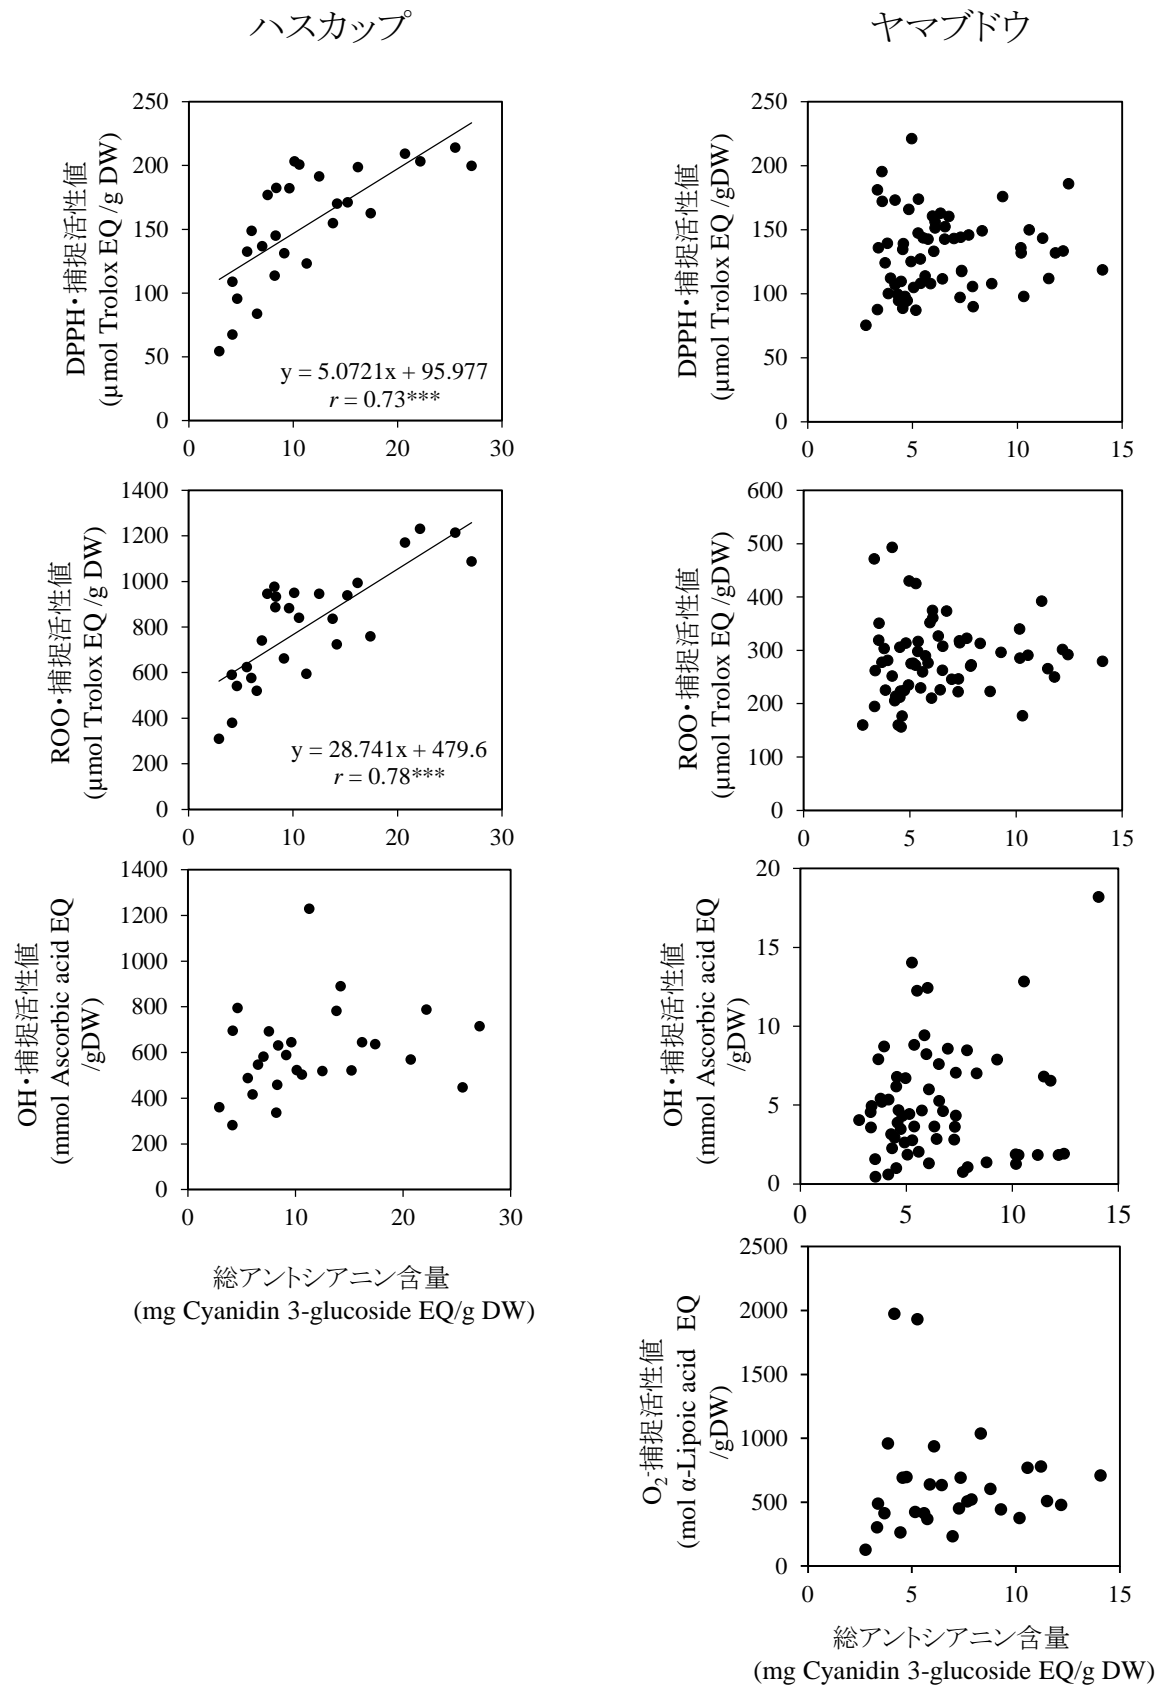 ハスカップ
ヤマブドウ
DPPH・捕捉活性値
(μmol Trolox EQ /g DW)
250
200
150
100
50
0
y = 5.0721x + 95.977
r = 0.73***
0 10 20 30
DPPH・捕捉活性値
(μmol Trolox EQ /gDW)
250
200
150
100
50
0
0 5 10 15
ROO・捕捉活性値
(μmol Trolox EQ /g DW)
1400
1200
1000
800
600
400
200
0
y = 28.741x + 479.6
r = 0.78***
0 10 20 30
ROO・捕捉活性値
(μmol Trolox EQ /gDW)
600
500
400
300
200
100
0
0 5 10 15
OH・捕捉活性値
(mmol Ascorbic acid EQ
/gDW)
1400
1200
1000
800
600
400
200
0
0 10 20 30
総アントシアニン含量
(mg Cyanidin 3-glucoside EQ/g DW)
OH・捕捉活性値
(mmol Ascorbic acid EQ
/gDW)
20
15
10
5
0
0 5 10 15
O₂⁻捕捉活性値
(mol α-Lipoic acid EQ
/gDW)
2500
2000
1500
1000
500
0
0 5 10 15
総アントシアニン含量
(mg Cyanidin 3-glucoside EQ/g DW)